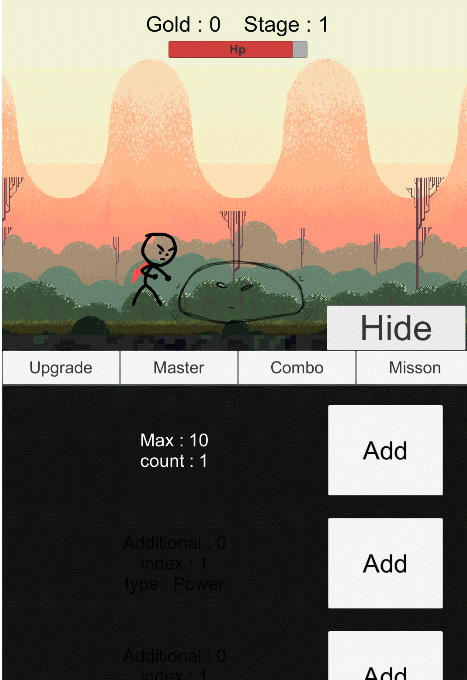 Gold : 0 Stage : 1
Hp
Hide
Upgrade Master Combo Misson
Max : 10
count : 1
Add
Additional : 0
index : 1
type : Power
Add
Additional : 0
index : 1
Add